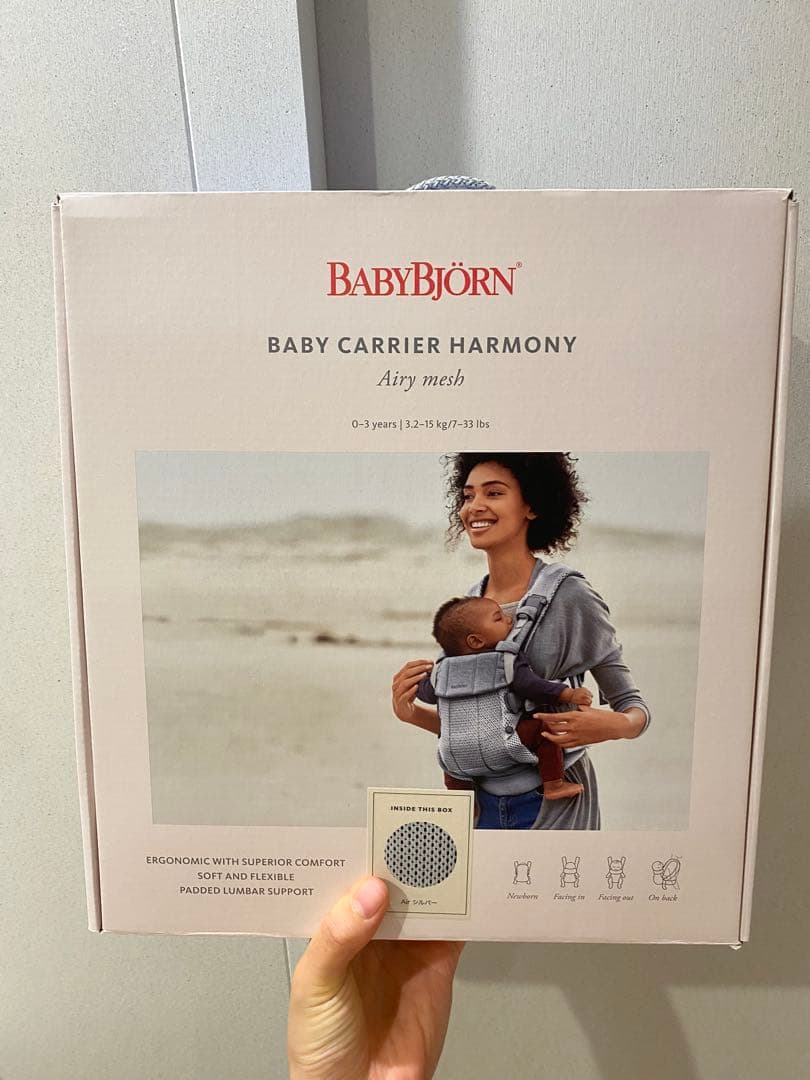 BABYBJÖRN®
BABY CARRIER HARMONY
Airy mesh
0–3 years | 3.2–15 kg/7–33 lbs
INSIDE THIS BOX
Air シルバー
ERGONOMIC WITH SUPERIOR COMFORT
SOFT AND FLEXIBLE
PADDED LUMBAR SUPPORT
Newborn
Facing in
Facing out
On back